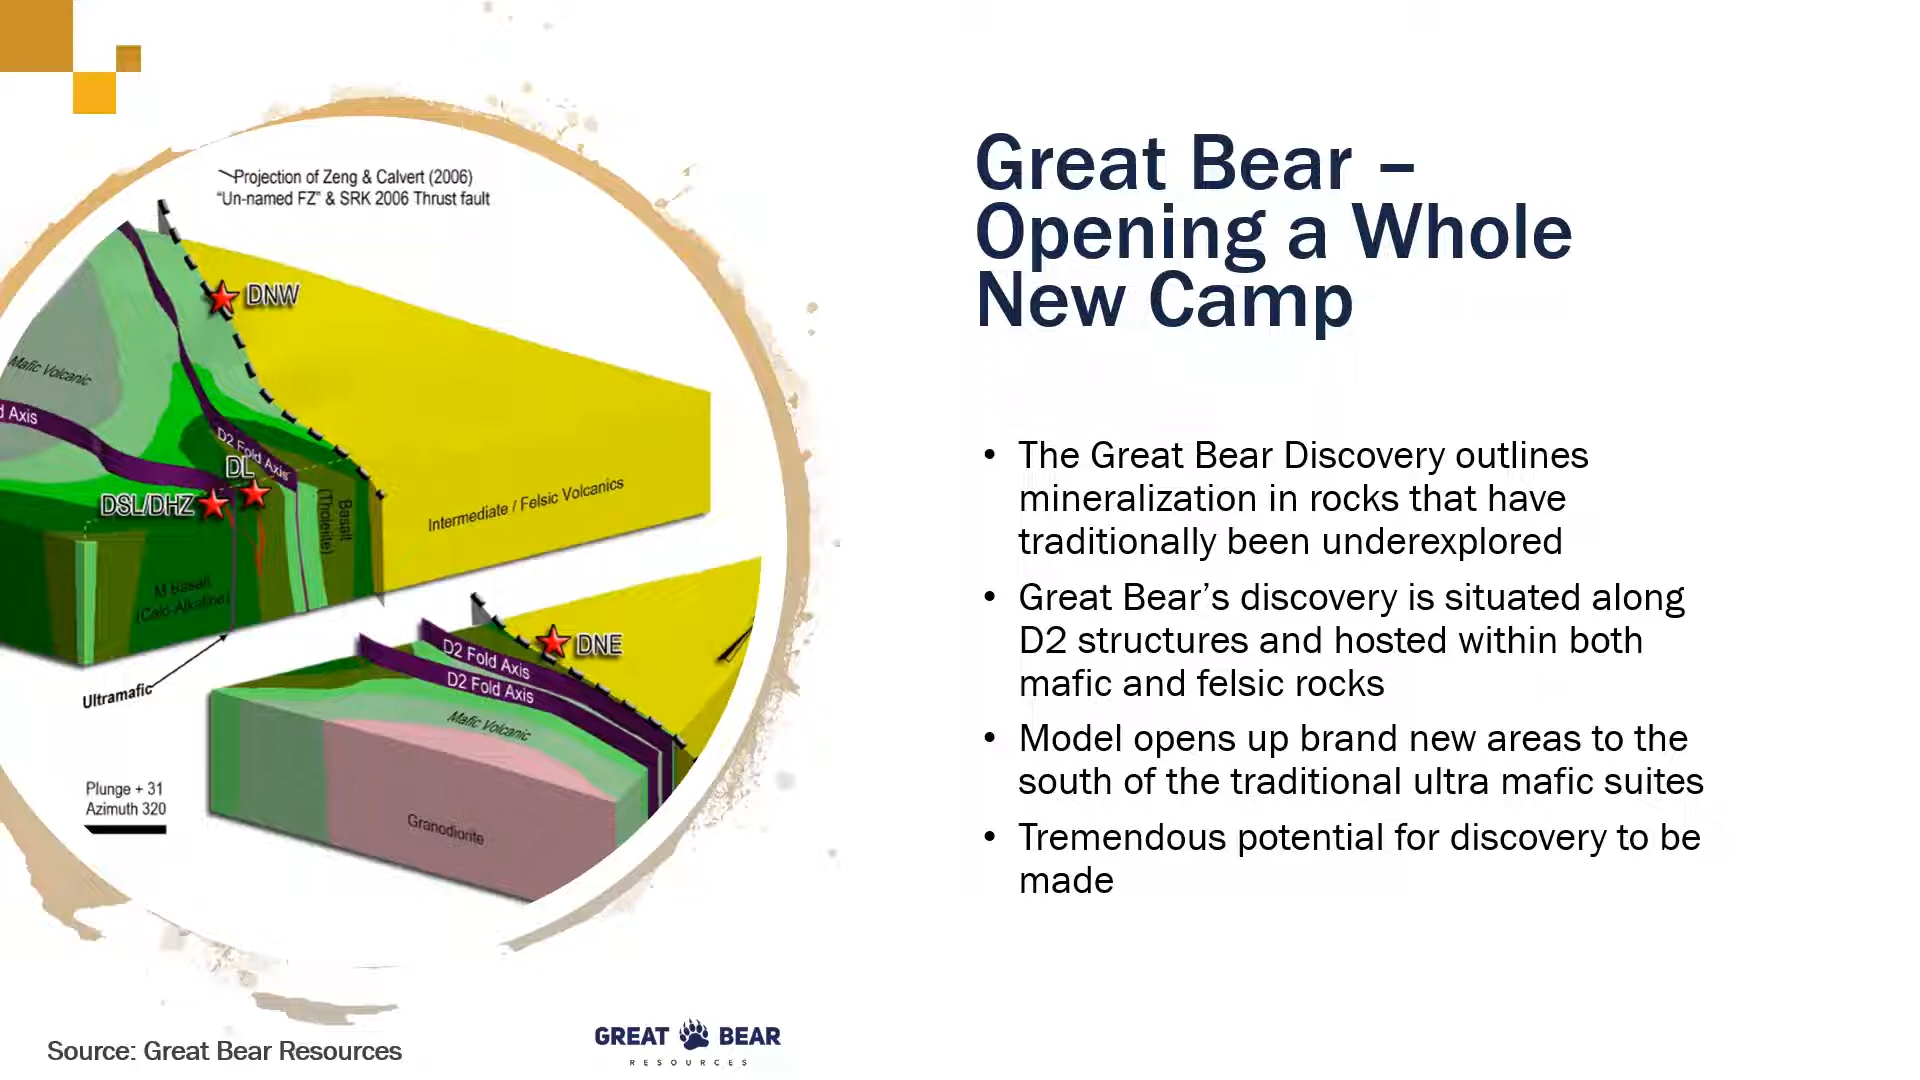 Great Bear –
Opening a Whole
New Camp
• The Great Bear Discovery outlines
mineralization in rocks that have
traditionally been underexplored
• Great Bear’s discovery is situated along
D2 structures and hosted within both
mafic and felsic rocks
• Model opens up brand new areas to the
south of the traditional ultra mafic suites
• Tremendous potential for discovery to be
made
Projection of Zeng & Calvert (2006)
“Un-named FZ” & SRK 2006 Thrust fault
DNW
Mafic Volcanic
d Axis
D2 Fold Axis
DL
DSL/DHZ
Basalt
(Tholeiite)
Intermediate / Felsic Volcanics
M Basalt
(Calc-Alkaline)
Ultramafic
DNE
D2 Fold Axis
D2 Fold Axis
Mafic Volcanic
Granodiorite
Plunge + 31
Azimuth 320
Source: Great Bear Resources
GREAT BEAR
RESOURCES